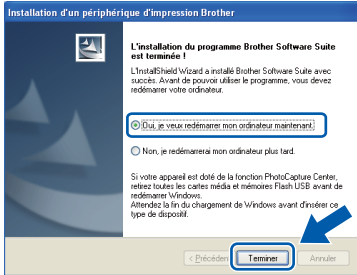 Installation d'un périphérique d'impression Brother
L'installation du programme Brother Software Suite
est terminée !
L'InstallShield Wizard a installé Brother Software Suite avec
succès. Avant de pouvoir utiliser le programme, vous devez
redémarrer votre ordinateur.
Oui, je veux redémarrer mon ordinateur maintenant.
Non, je redémarrerai mon ordinateur plus tard.
Si votre appareil est doté de la fonction PhotoCapture Center,
retirez toutes les cartes média et mémoires Flash USB avant de
redémarrer Windows.
Attendez la fin du chargement de Windows avant d'insérer ce
type de dispositif.
< Précédent
Terminer
Annuler